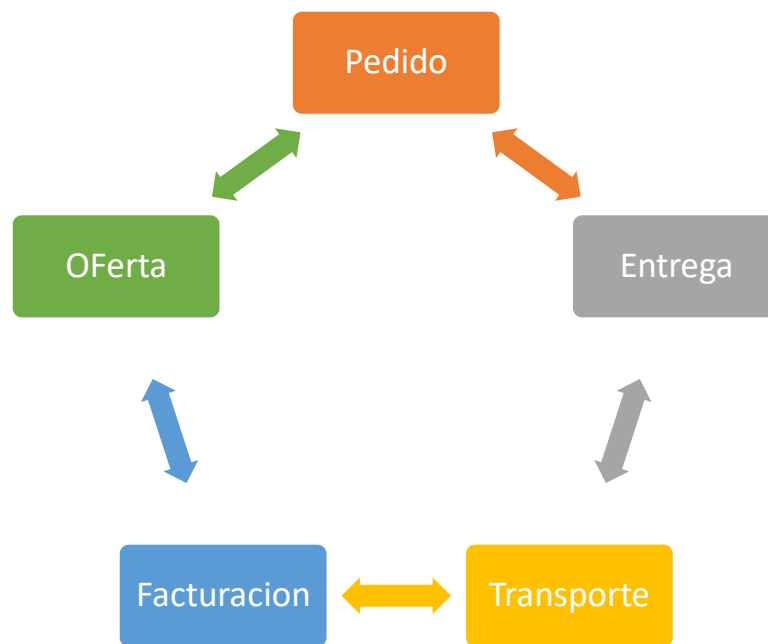 Pedido
OFerta
Entrega
Facturacion
Transporte